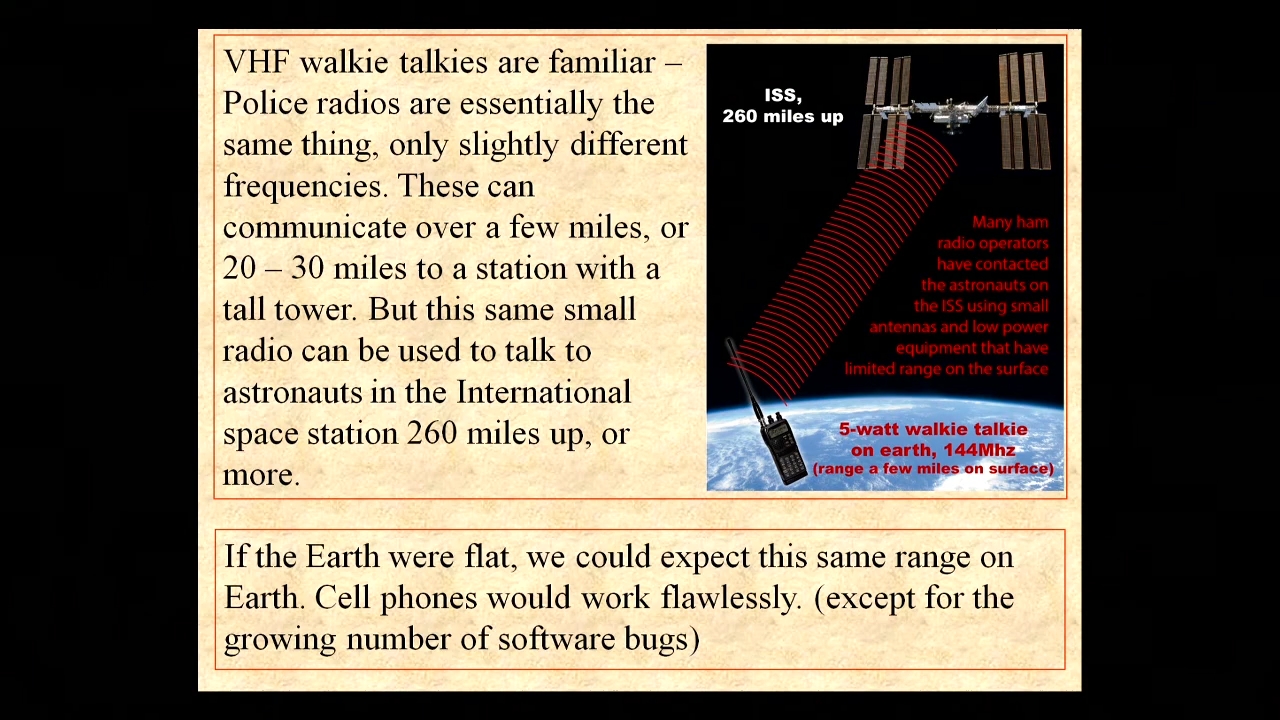 VHF walkie talkies are familiar –
Police radios are essentially the
same thing, only slightly different
frequencies. These can
communicate over a few miles, or
20 – 30 miles to a station with a
tall tower. But this same small
radio can be used to talk to
astronauts in the International
space station 260 miles up, or
more.
ISS,
260 miles up
Many ham
radio operators
have contacted
the astronauts on
the ISS using small
antennas and low power
equipment that have
limited range on the surface
5-watt walkie talkie
on earth, 144Mhz
(range a few miles on surface)
If the Earth were flat, we could expect this same range on
Earth. Cell phones would work flawlessly. (except for the
growing number of software bugs)